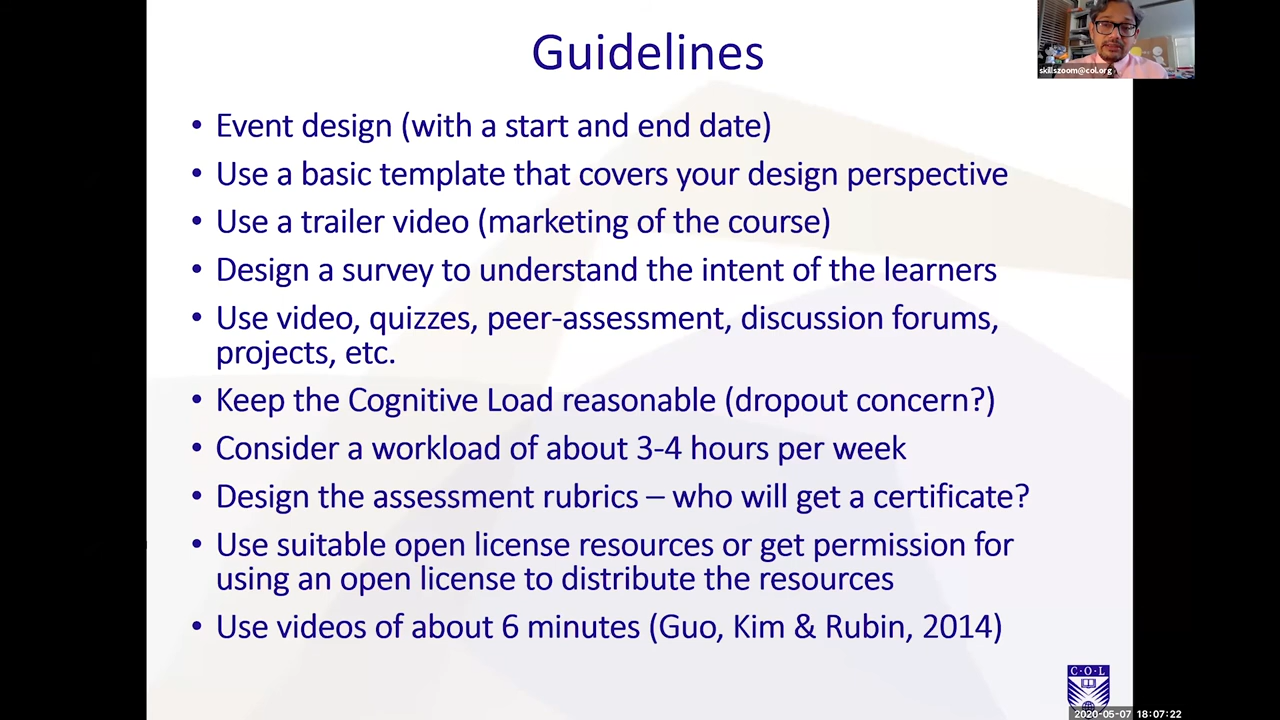 Guidelines
skillszoom@col.org
• Event design (with a start and end date)
• Use a basic template that covers your design perspective
• Use a trailer video (marketing of the course)
• Design a survey to understand the intent of the learners
• Use video, quizzes, peer-assessment, discussion forums,
projects, etc.
• Keep the Cognitive Load reasonable (dropout concern?)
• Consider a workload of about 3-4 hours per week
• Design the assessment rubrics – who will get a certificate?
• Use suitable open license resources or get permission for
using an open license to distribute the resources
• Use videos of about 6 minutes (Guo, Kim & Rubin, 2014)
C·O·L
2020-05-07 18:07:22